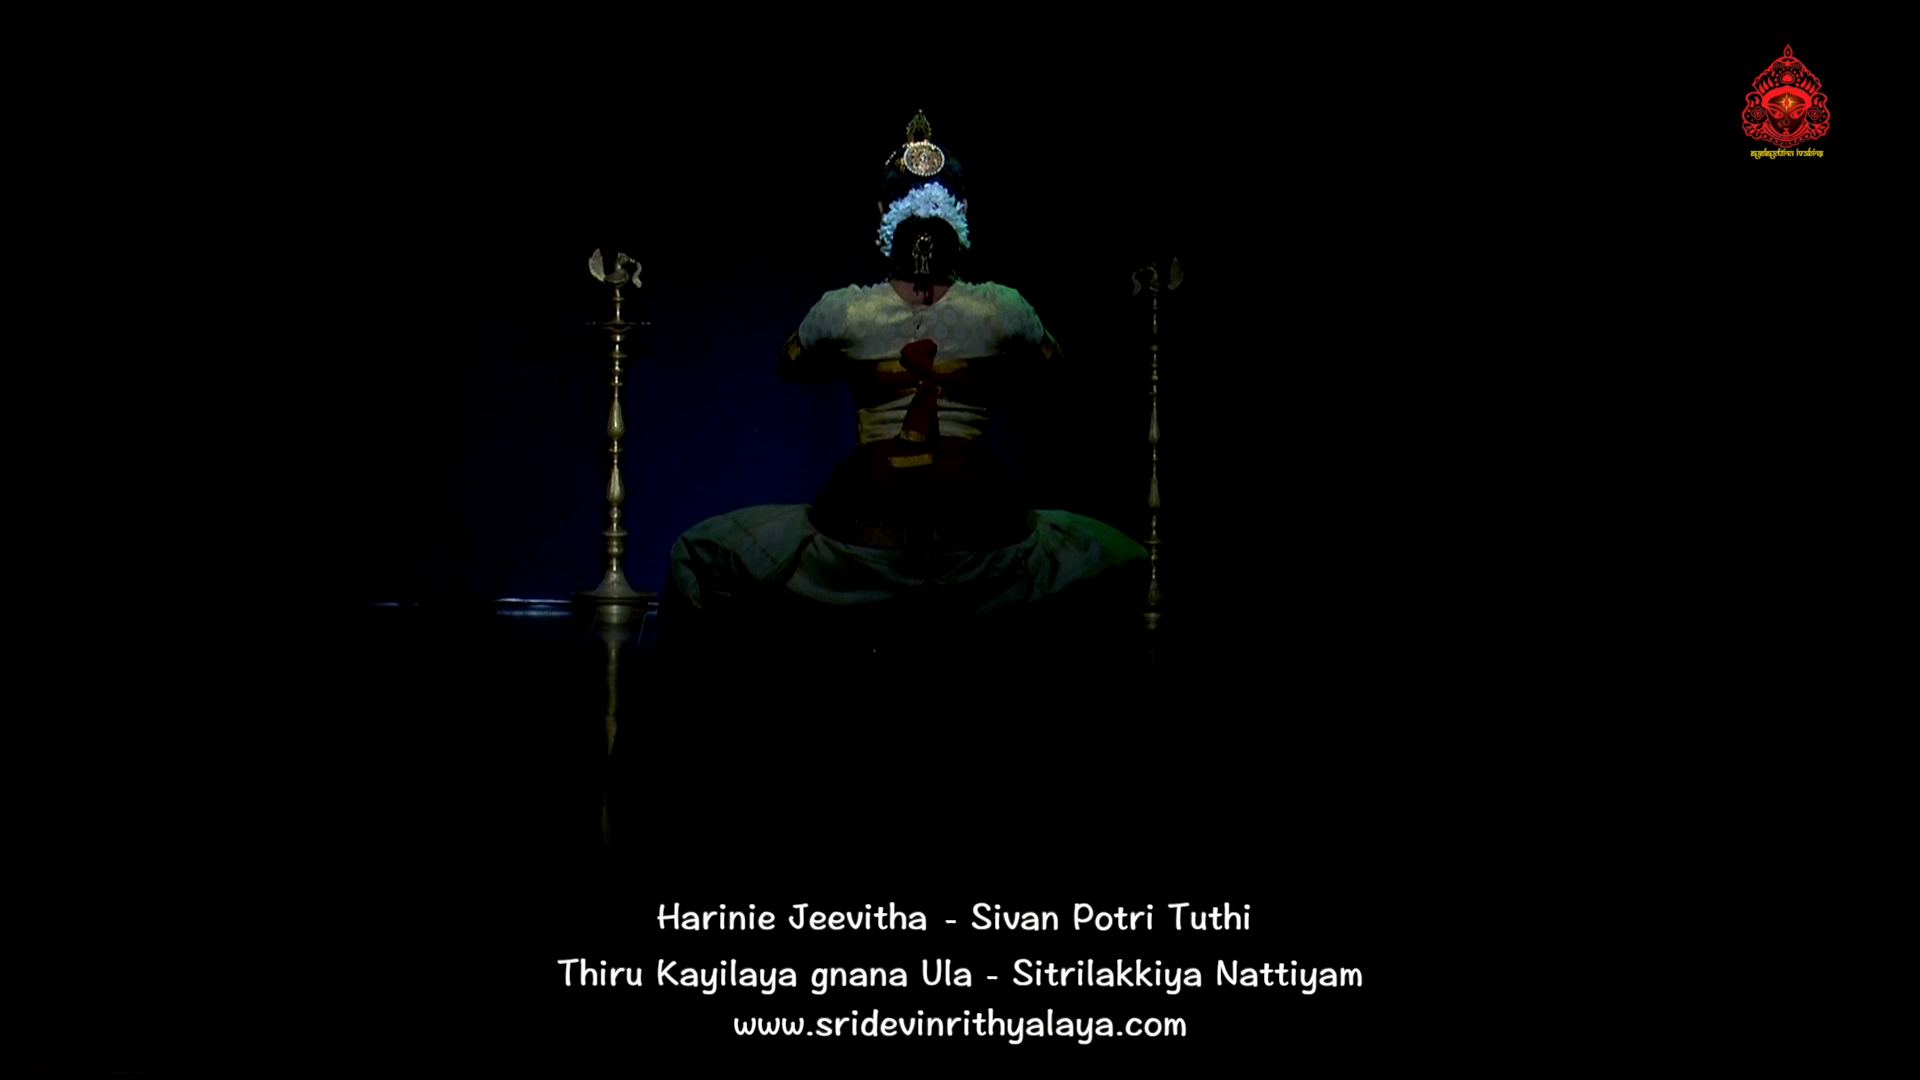 Harinie Jeevitha - Sivan Potri Tuthi
Thiru Kayilaya gnana Ula - Sitrilakkiya Nattiyam
www.sridevinrithyalaya.com